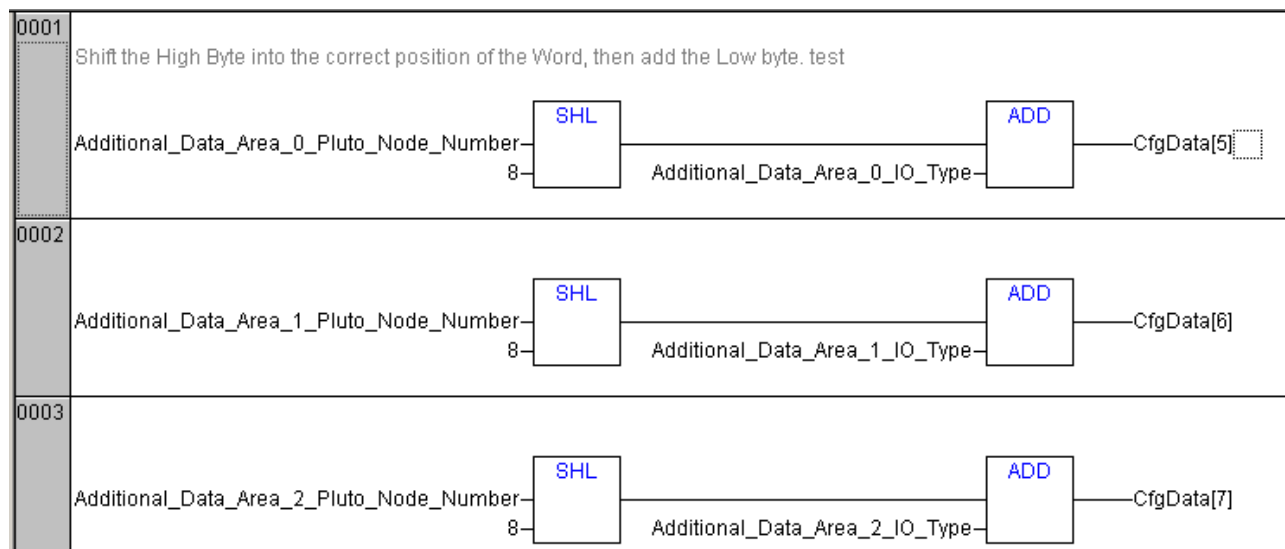 0001
Shift the High Byte into the correct position of the Word, then add the Low byte. test
SHL
ADD
Additional_Data_Area_0_Pluto_Node_Number
CfgData[5]
8
Additional_Data_Area_0_IO_Type
0002
SHL
ADD
Additional_Data_Area_1_Pluto_Node_Number
CfgData[6]
8
Additional_Data_Area_1_IO_Type
0003
SHL
ADD
Additional_Data_Area_2_Pluto_Node_Number
CfgData[7]
8
Additional_Data_Area_2_IO_Type